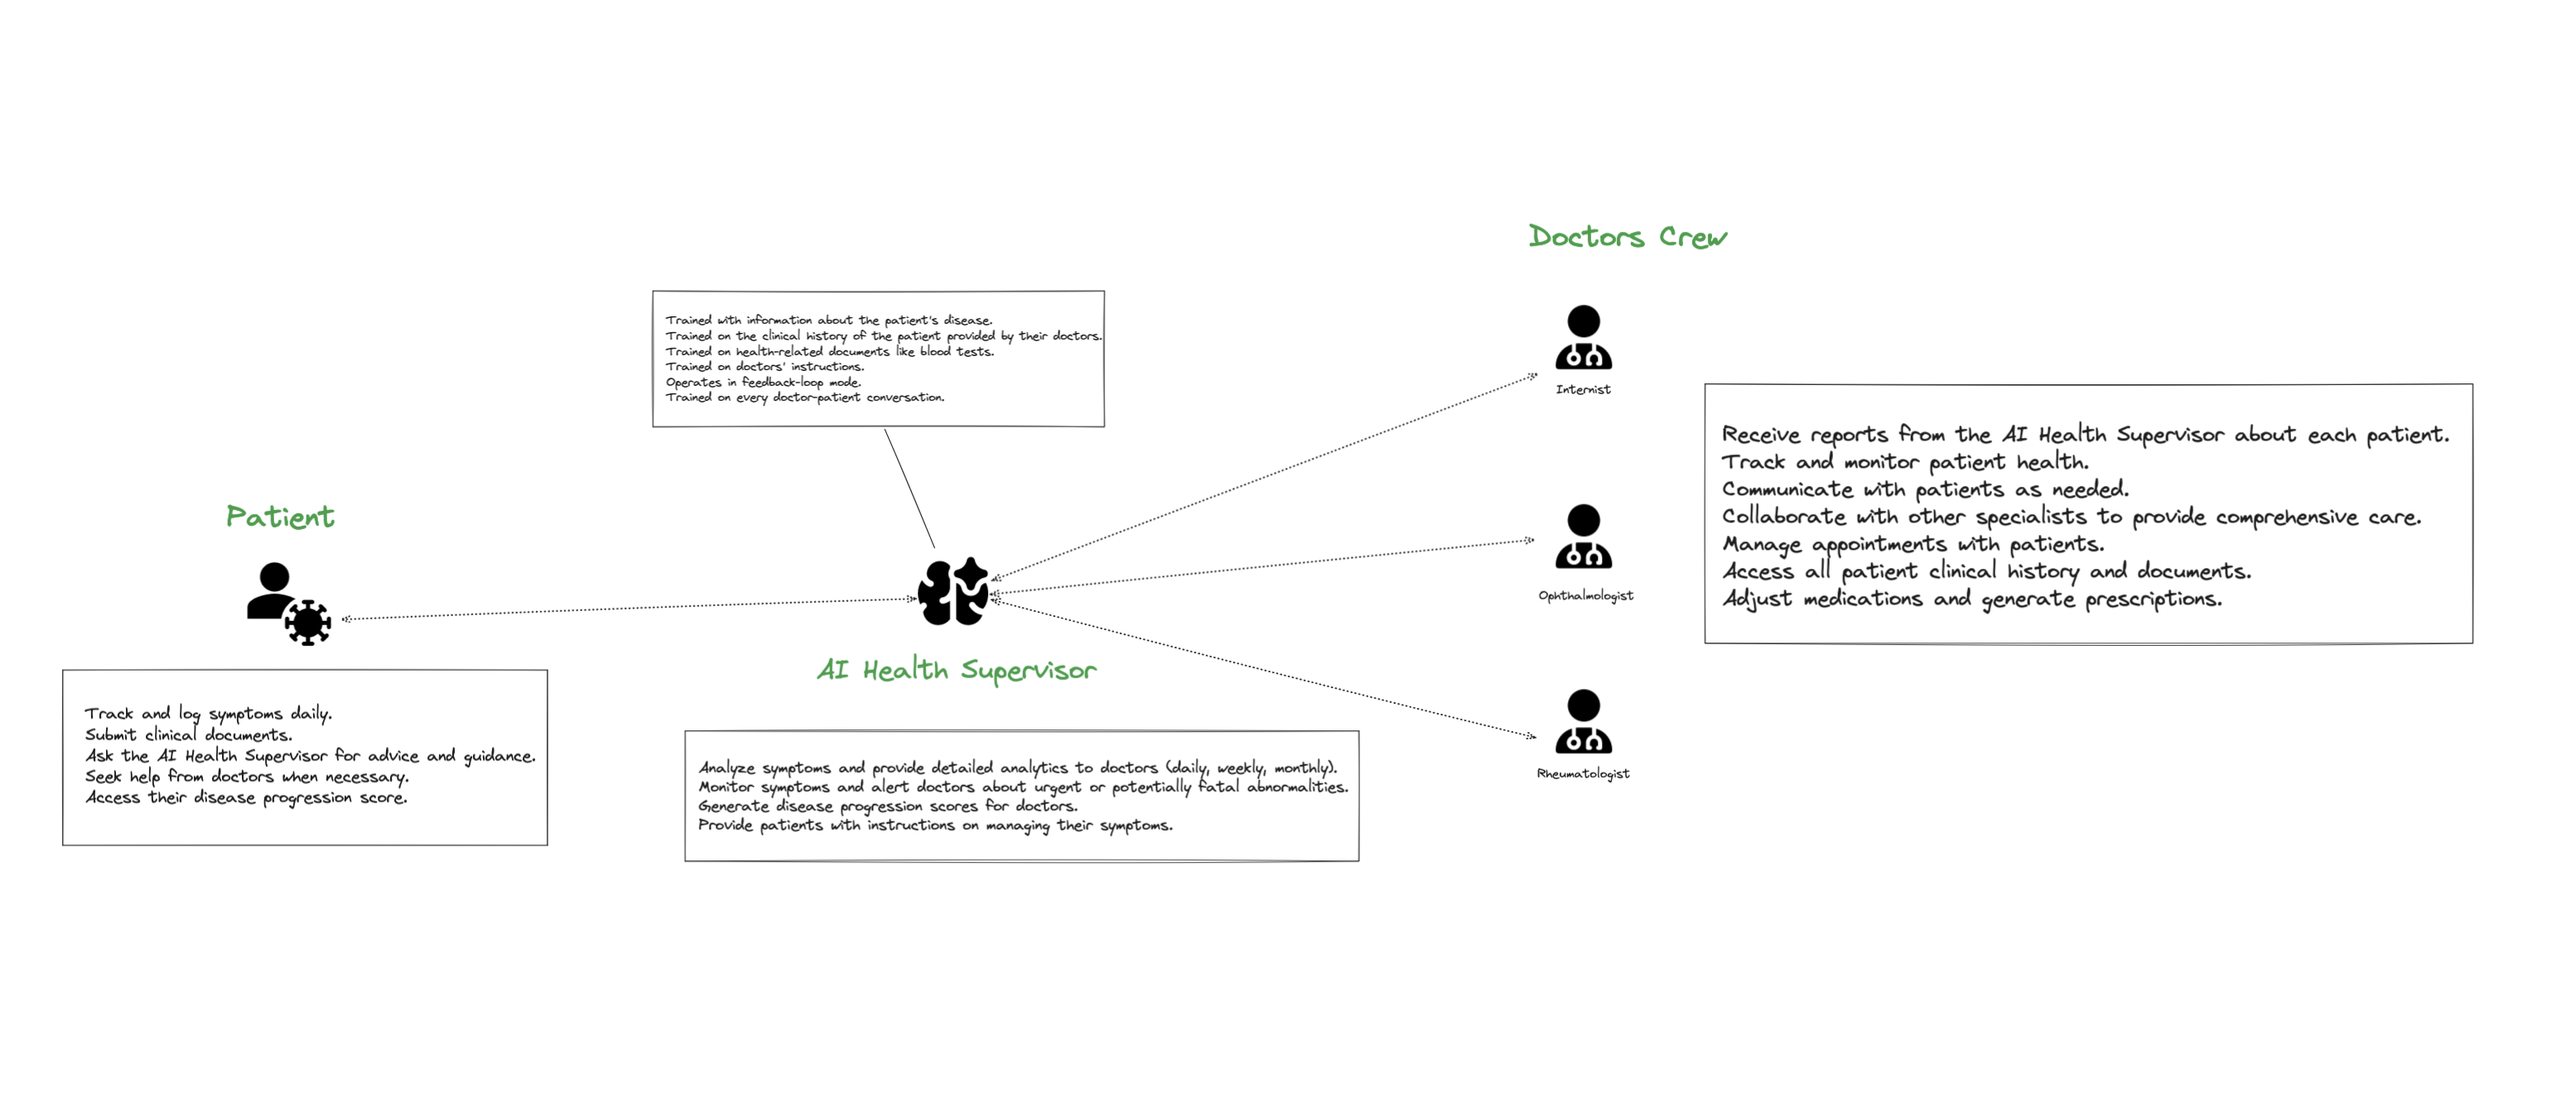 Doctors Crew
Trained with information about the patient's disease.
Trained on the clinical history of the patient provided by their doctors.
Trained on health-related documents like blood tests.
Trained on doctors' instructions.
Operates in feedback-loop mode.
Trained on every doctor-patient conversation.
Internist
Receive reports from the AI Health Supervisor about each patient.
Track and monitor patient health.
Communicate with patients as needed.
Collaborate with other specialists to provide comprehensive care.
Manage appointments with patients.
Access all patient clinical history and documents.
Adjust medications and generate prescriptions.
Patient
Ophthalmologist
AI Health Supervisor
Track and log symptoms daily.
Submit clinical documents.
Ask the AI Health Supervisor for advice and guidance.
Seek help from doctors when necessary.
Access their disease progression score.
Analyze symptoms and provide detailed analytics to doctors (daily, weekly, monthly).
Monitor symptoms and alert doctors about urgent or potentially fatal abnormalities.
Generate disease progression scores for doctors.
Provide patients with instructions on managing their symptoms.
Rheumatologist